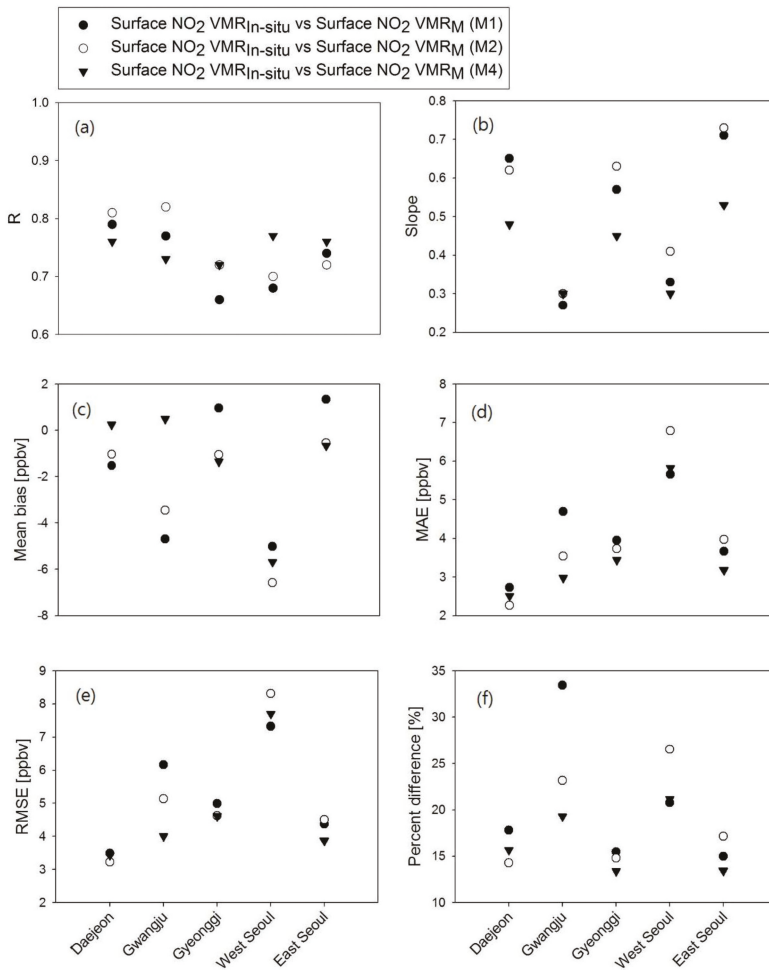 Surface NO2 VMRIn-situ vs Surface NO2 VMRM (M1)
Surface NO2 VMRIn-situ vs Surface NO2 VMRM (M2)
Surface NO2 VMRIn-situ vs Surface NO2 VMRM (M4)
(a)
R
1.0
0.9
0.8
0.7
0.6
(b)
Slope
0.8
0.7
0.6
0.5
0.4
0.3
0.2
(c)
Mean bias [ppbv]
2
0
-2
-4
-6
-8
(d)
MAE [ppbv]
8
7
6
5
4
3
2
(e)
RMSE [ppbv]
9
8
7
6
5
4
3
2
Daejeon
Gwangju
Gyeonggi
West Seoul
East Seoul
(f)
Percent difference [%]
35
30
25
20
15
10
Daejeon
Gwangju
Gyeonggi
West Seoul
East Seoul